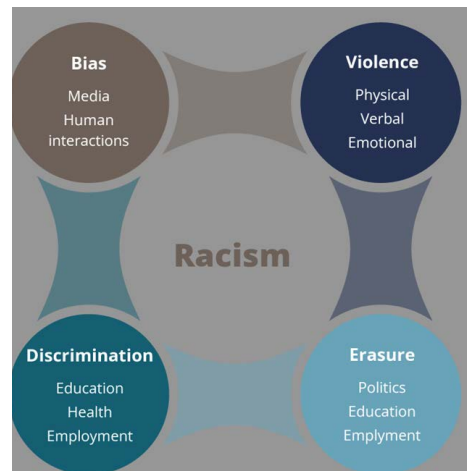 Bias
Media
Human
interactions
Violence
Physical
Verbal
Emotional
Racism
Discrimination
Education
Health
Employment
Erasure
Politics
Education
Emplyment